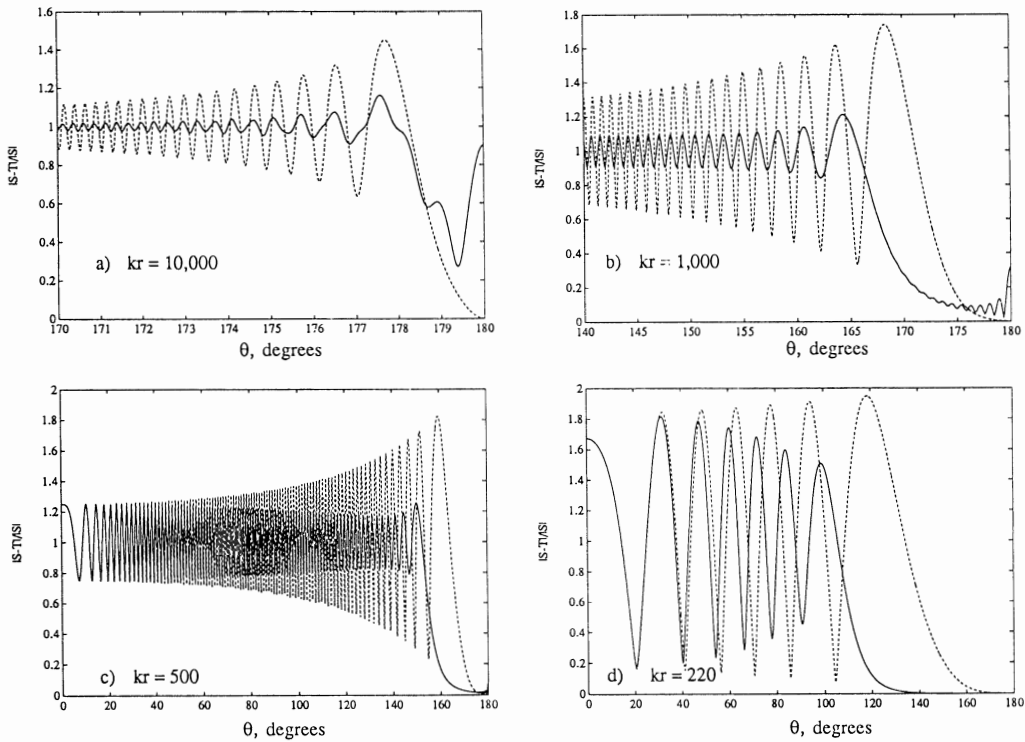 1.6
1.4
1.2
1
0.8
0.6
0.4
0.2
0
|S-T|/|S|
a) kr = 10,000
170 171 172 173 174 175 176 177 178 179 180
θ, degrees
1.8
1.6
1.4
1.2
1
0.8
0.6
0.4
0.2
0
|S-T|/|S|
b) kr = 1,000
140 145 150 155 160 165 170 175 180
θ, degrees
2
1.8
1.6
1.4
1.2
1
0.8
0.6
0.4
0.2
0
|S-T|/|S|
c) kr = 500
0 20 40 60 80 100 120 140 160 180
θ, degrees
2
1.8
1.6
1.4
1.2
1
0.8
0.6
0.4
0.2
0
|S-T|/|S|
d) kr = 220
0 20 40 60 80 100 120 140 160 180
θ, degrees